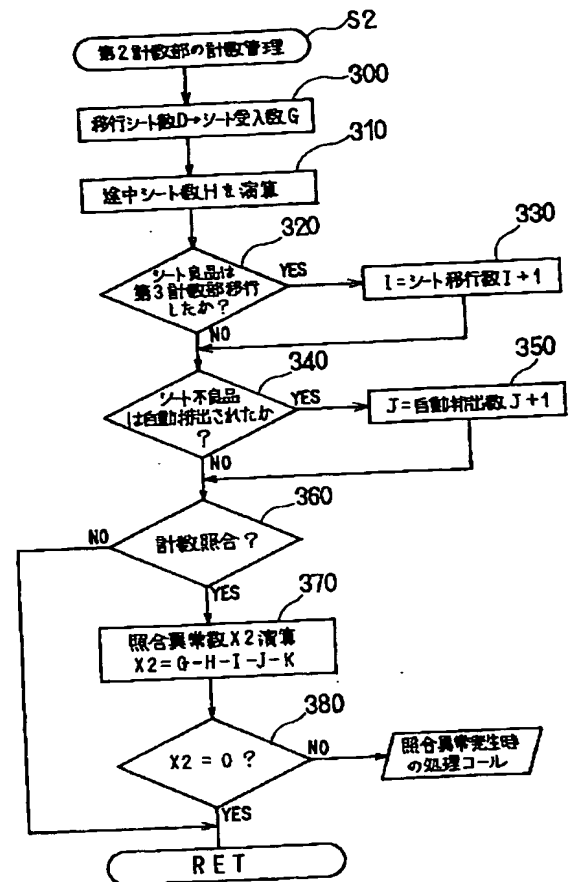 S2
第2計数部の計数管理
300
移行シート数D→シート受入数G
310
途中シート数Hを演算
320
シート良品は
第3計数部移行
したか?
YES
330
I=シート移行数I+1
NO
340
シート不良品
は自動排出されたか
?
YES
350
J=自動排出数J+1
NO
360
計数照合?
NO
YES
370
照合異常数X2演算
X2=G-H-I-J-K
380
X2=0?
NO
照合異常発生時
の処理コール
YES
RET